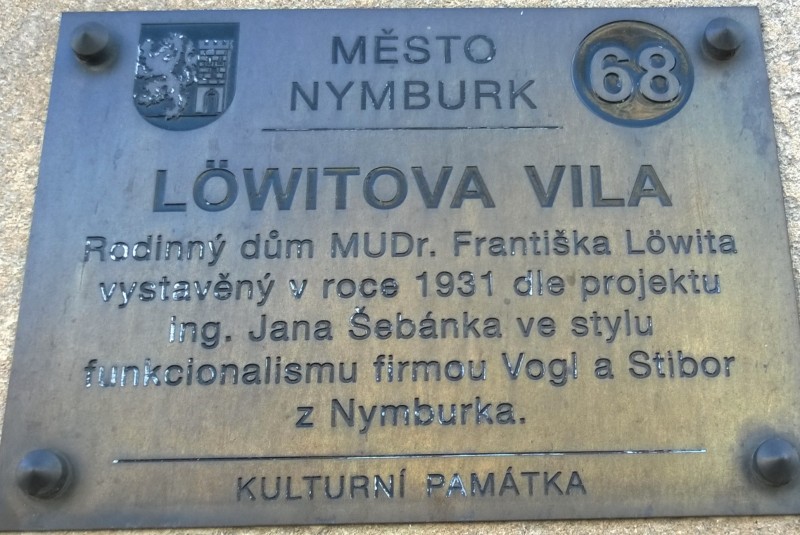 MĚSTO
NYMBURK
68
LÖWITOVA VILA
Rodinný dům MUDr. Františka Löwita
vystavěný v roce 1931 dle projektu
ing. Jana Šebánka ve stylu
funkcionalismu firmou Vogl a Stibor
z Nymburka.
KULTURNÍ PAMÁTKA